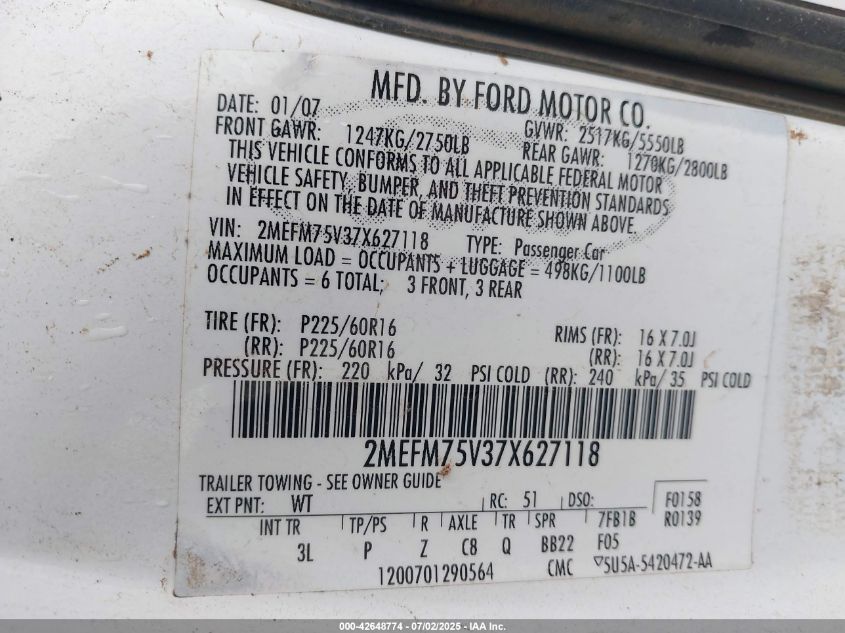 MFD. BY FORD MOTOR CO.
DATE: 01/07 GVWR: 2517KG/5550LB
FRONT GAWR: 1247KG/2750LB REAR GAWR: 1270KG/2800LB
THIS VEHICLE CONFORMS TO ALL APPLICABLE FEDERAL MOTOR
VEHICLE SAFETY, BUMPER, AND THEFT PREVENTION STANDARDS
IN EFFECT ON THE DATE OF MANUFACTURE SHOWN ABOVE.
VIN: 2MEFM75V37X627118 TYPE: Passenger Car
MAXIMUM LOAD = OCCUPANTS + LUGGAGE = 498KG/1100LB
OCCUPANTS = 6 TOTAL; 3 FRONT, 3 REAR
TIRE (FR): P225/60R16 RIMS (FR): 16 X 7.0J
(RR): P225/60R16 (RR): 16 X 7.0J
PRESSURE (FR): 220 kPa/ 32 PSI COLD (RR): 240 kPa/ 35 PSI COLD
2MEFM75V37X627118
TRAILER TOWING - SEE OWNER GUIDE
EXT PNT: WT RC: 51 DSO: F0158
INT TR TP/PS R AXLE TR SPR 7FB1B R0139
3L P Z C8 Q BB22 F05
1200701290564 CMC ▽5U5A-5420472-AA
000-42648774 - 07/02/2025 - IAA Inc.